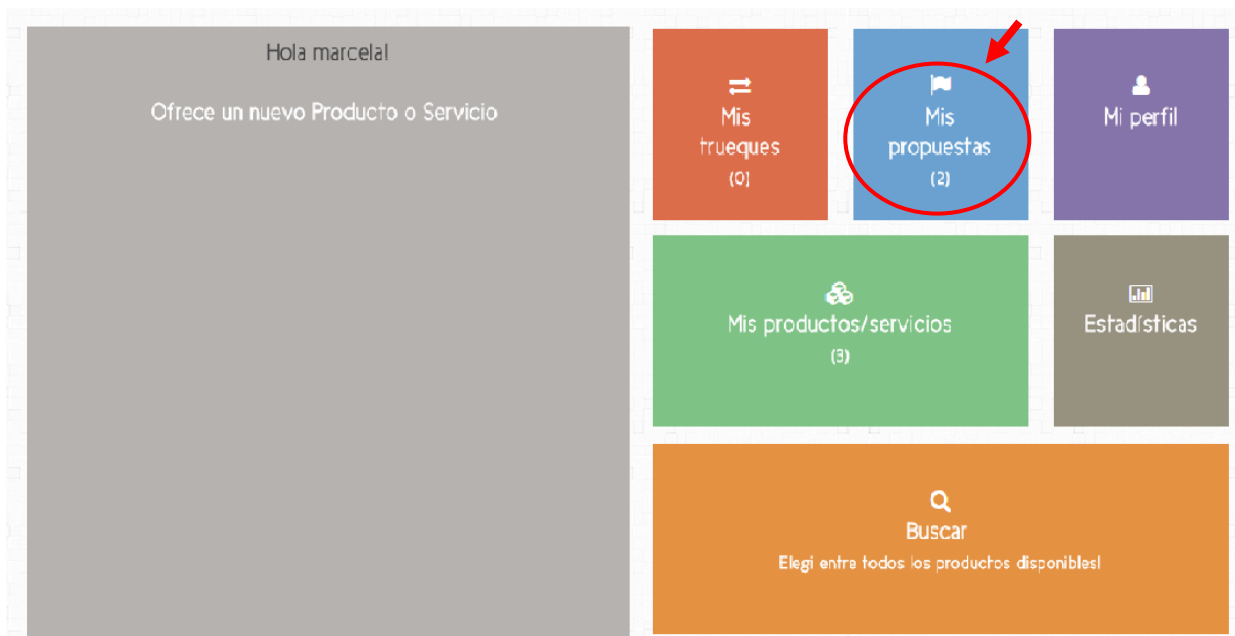 Hola marcela!
Ofrece un nuevo Producto o Servicio
Mis
trueques
(0)
Mis
propuestas
(2)
Mi perfil
Mis productos/servicios
(3)
Estadísticas
Buscar
Elegi entre todos los productos disponibles!